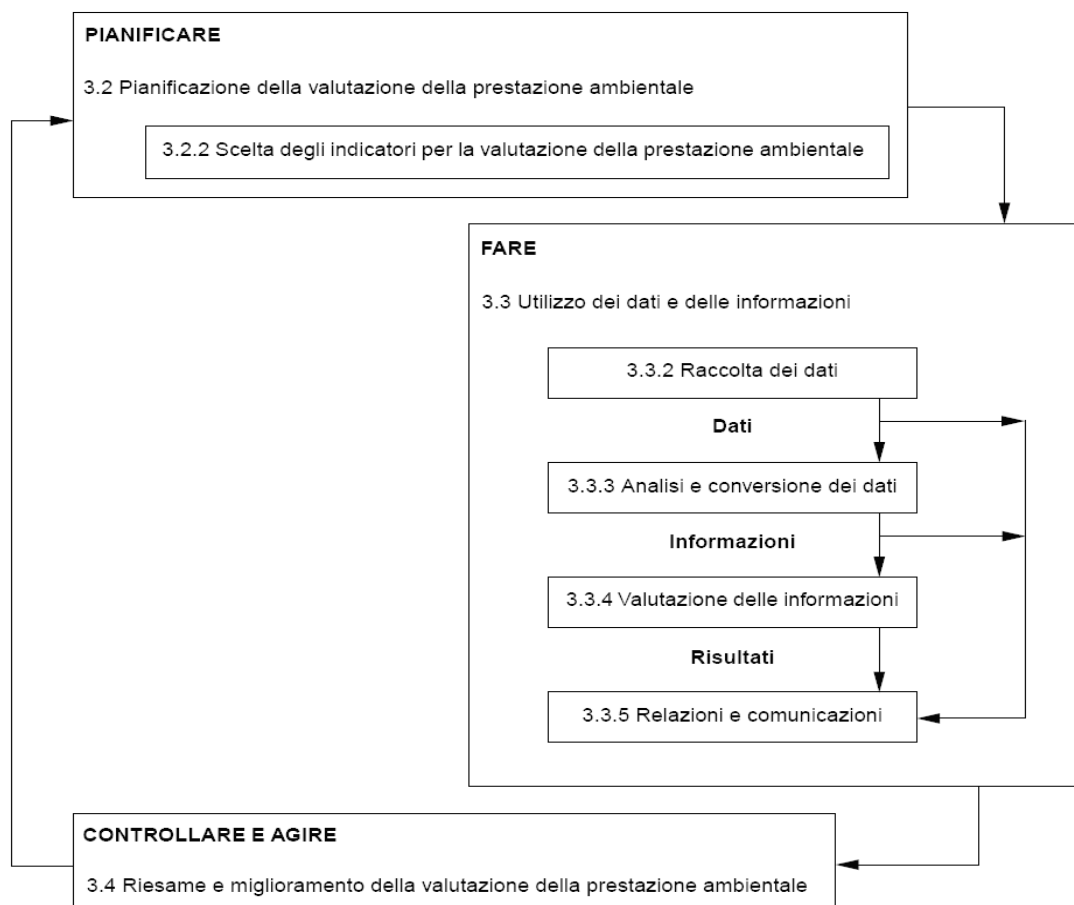 PIANIFICARE
3.2 Pianificazione della valutazione della prestazione ambientale
3.2.2 Scelta degli indicatori per la valutazione della prestazione ambientale
FARE
3.3 Utilizzo dei dati e delle informazioni
3.3.2 Raccolta dei dati
Dati
3.3.3 Analisi e conversione dei dati
Informazioni
3.3.4 Valutazione delle informazioni
Risultati
3.3.5 Relazioni e comunicazioni
CONTROLLARE E AGIRE
3.4 Riesame e miglioramento della valutazione della prestazione ambientale